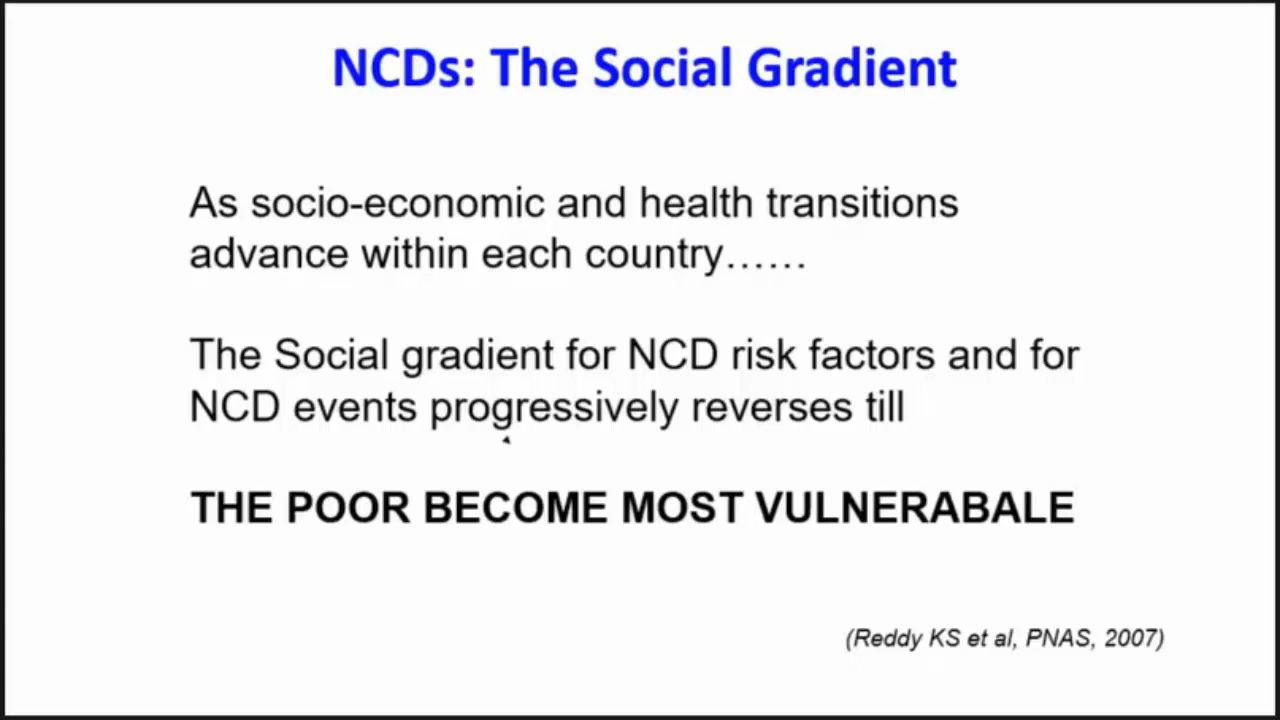 NCDs: The Social Gradient
As socio-economic and health transitions
advance within each country……
The Social gradient for NCD risk factors and for
NCD events progressively reverses till
THE POOR BECOME MOST VULNERABALE
(Reddy KS et al, PNAS, 2007)